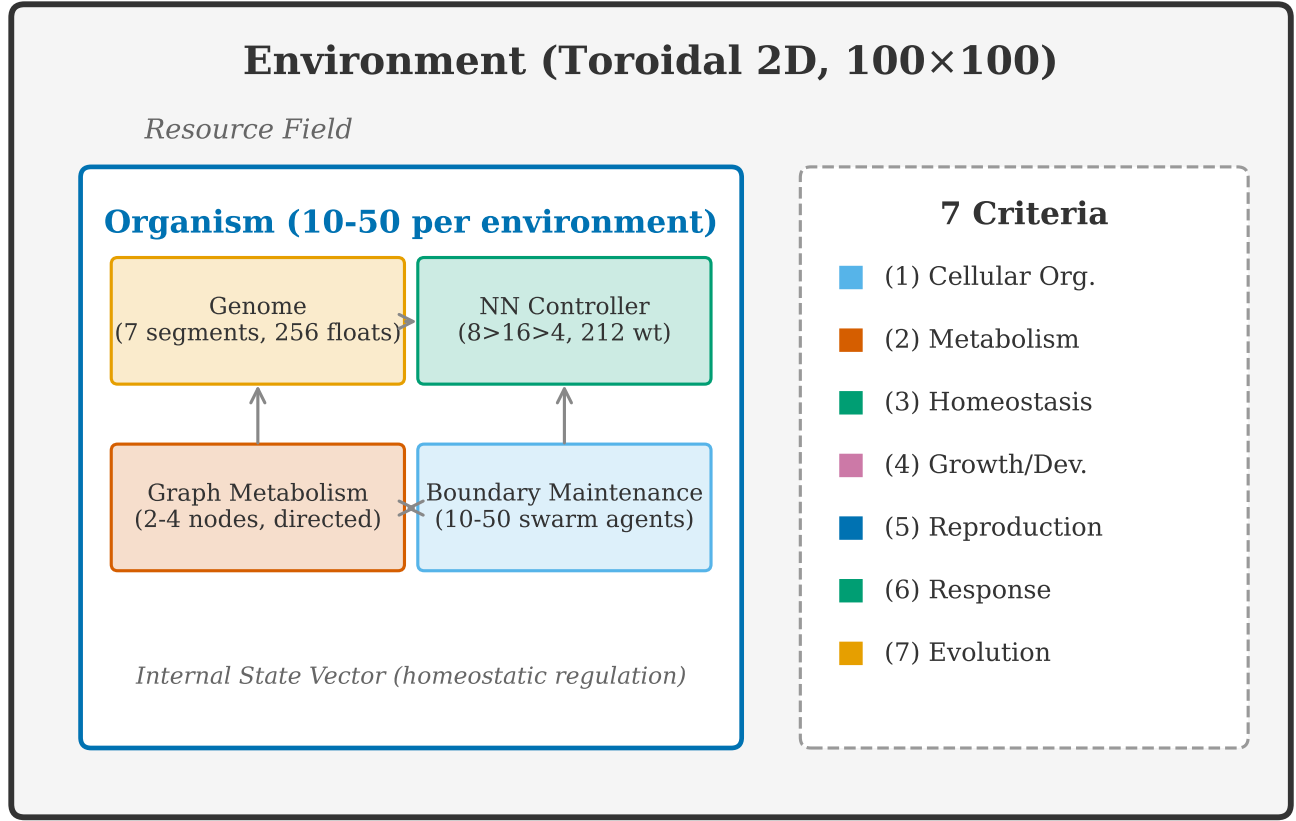 Environment (Toroidal 2D, 100×100)
Resource Field
Organism (10-50 per environment)
Genome
(7 segments, 256 floats)
NN Controller
(8>16>4, 212 wt)
Graph Metabolism
(2-4 nodes, directed)
Boundary Maintenance
(10-50 swarm agents)
Internal State Vector (homeostatic regulation)
7 Criteria
(1) Cellular Org.
(2) Metabolism
(3) Homeostasis
(4) Growth/Dev.
(5) Reproduction
(6) Response
(7) Evolution